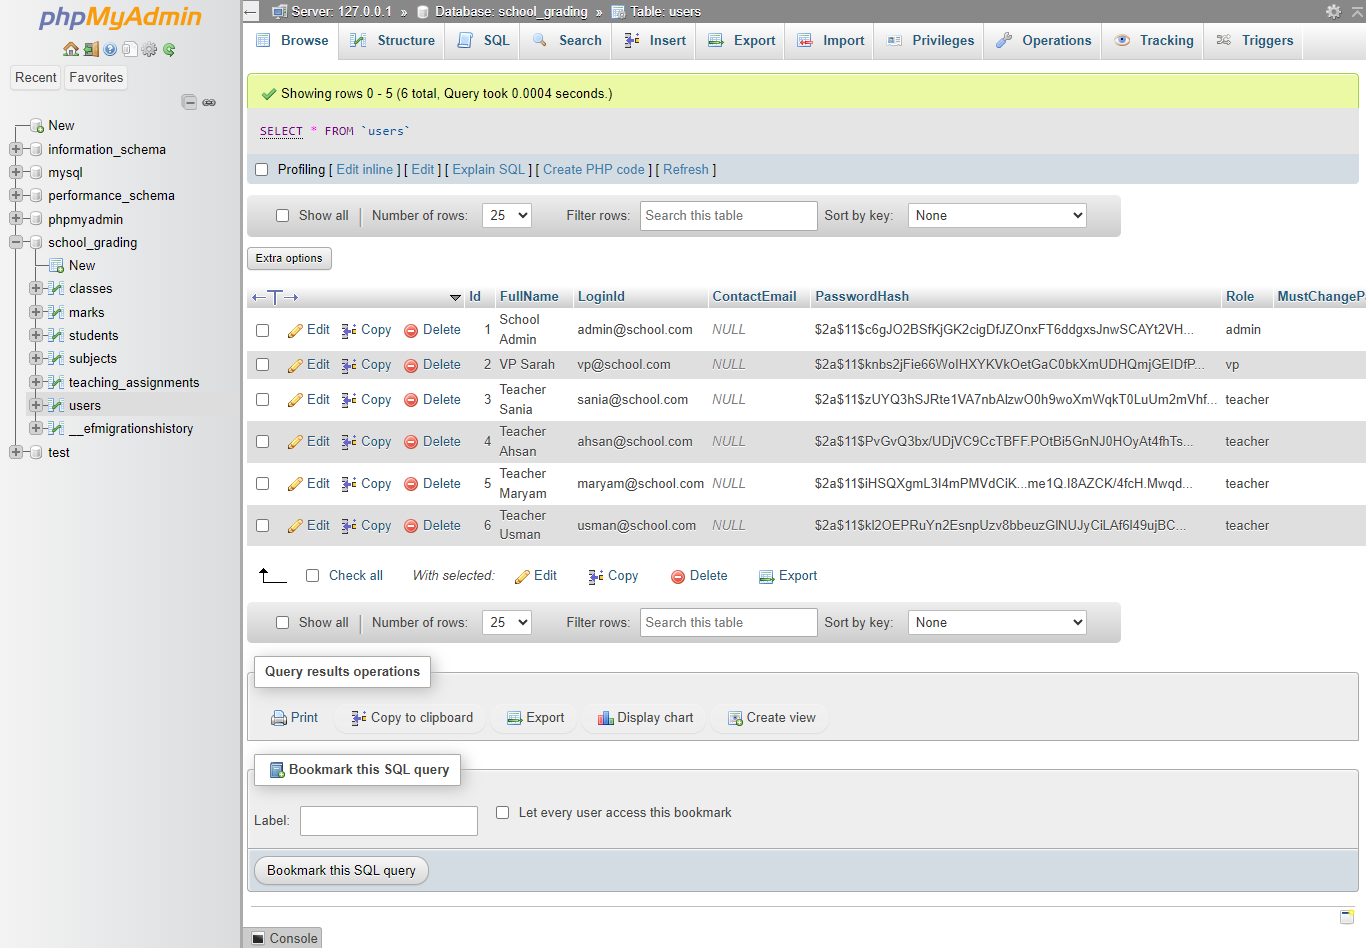 phpMyAdmin
Recent Favorites
New
information_schema
mysql
performance_schema
phpmyadmin
school_grading
New
classes
marks
students
subjects
teaching_assignments
users
__efmigrationshistory
test
Server: 127.0.0.1 » Database: school_grading » Table: users
Browse Structure SQL Search Insert Export Import Privileges Operations Tracking Triggers
Showing rows 0 - 5 (6 total, Query took 0.0004 seconds.)
SELECT * FROM `users`
Profiling [ Edit inline ] [ Edit ] [ Explain SQL ] [ Create PHP code ] [ Refresh ]
Show all Number of rows: 25 Filter rows: Search this table Sort by key: None
Extra options
Id FullName LoginId ContactEmail PasswordHash Role MustChangePa
Edit Copy Delete 1 School Admin admin@school.com NULL $2a$11$c6gJO2BSfKjGK2cigDfJZOnxFT6ddgxsJnwSCAYt2VH... admin
Edit Copy Delete 2 VP Sarah vp@school.com NULL $2a$11$knbs2jFie66WolHXYKVkOetGaC0bkXmUDHQmjGEIDfP... vp
Edit Copy Delete 3 Teacher Sania sania@school.com NULL $2a$11$zUYQ3hSJRte1VA7nbAlzwO0h9woXmWqkT0LuUm2mVhf... teacher
Edit Copy Delete 4 Teacher Ahsan ahsan@school.com NULL $2a$11$PvGvQ3bx/UDjVC9CcTBFF.POtBi5GnNJ0HOyAt4fhTs... teacher
Edit Copy Delete 5 Teacher Maryam maryam@school.com NULL $2a$11$iHSQXgmL3I4mPMVdCiK...me1Q.I8AZCK/4fcH.Mwqd... teacher
Edit Copy Delete 6 Teacher Usman usman@school.com NULL $2a$11$kl2OEPRuYn2EsnpUzv8bbeuzGlNUJyCiLAf6l49ujBC... teacher
Check all With selected: Edit Copy Delete Export
Show all Number of rows: 25 Filter rows: Search this table Sort by key: None
Query results operations
Print Copy to clipboard Export Display chart Create view
Bookmark this SQL query
Label: Let every user access this bookmark
Bookmark this SQL query
Console